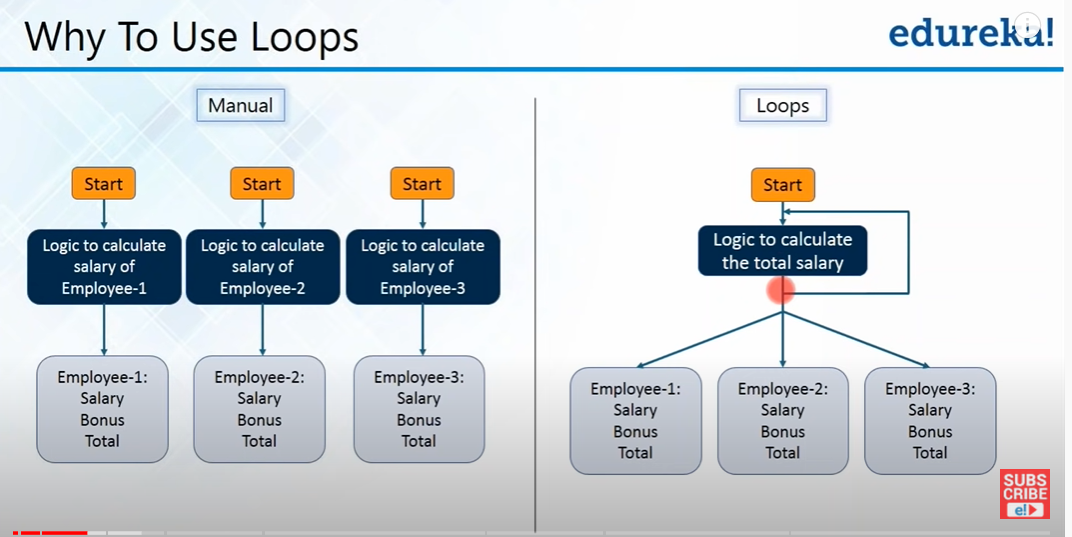 Why To Use Loops
edureka!
Manual
Loops
Start
Start
Start
Logic to calculate
salary of
Employee-1
Logic to calculate
salary of
Employee-2
Logic to calculate
salary of
Employee-3
Employee-1:
Salary
Bonus
Total
Employee-2:
Salary
Bonus
Total
Employee-3:
Salary
Bonus
Total
Start
Logic to calculate
the total salary
Employee-1:
Salary
Bonus
Total
Employee-2:
Salary
Bonus
Total
Employee-3:
Salary
Bonus
Total
SUBS
CRIBE
e!